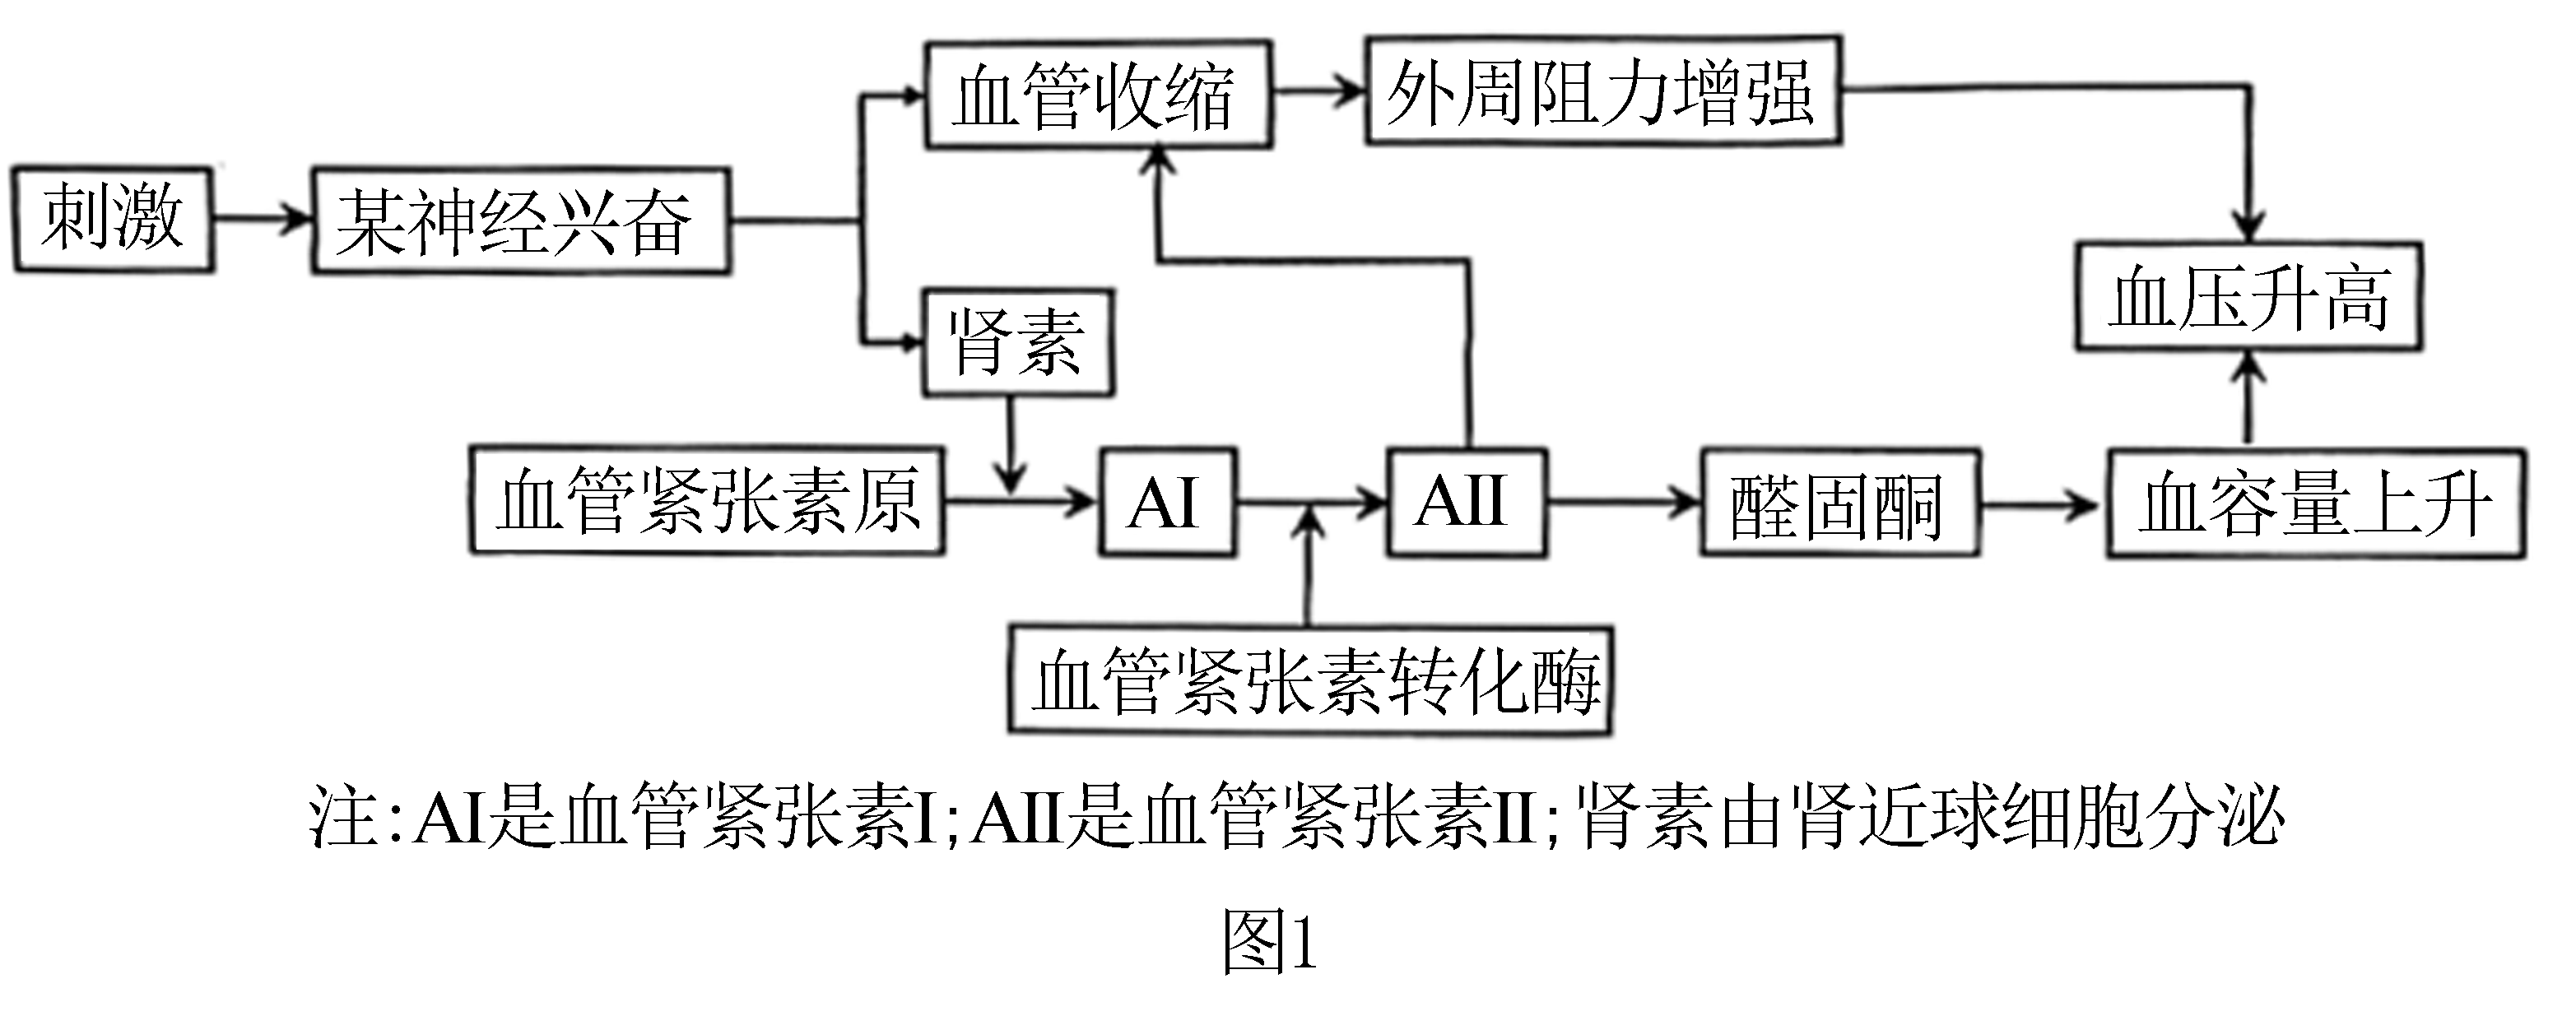 血管收缩
外周阻力增强
刺激
某神经兴奋
血压升高
肾素
血管紧张素原
AI
AII
醛固酮
血容量上升
血管紧张素转化酶
注:AI是血管紧张素I;AII是血管紧张素II;肾素由肾近球细胞分泌
图1